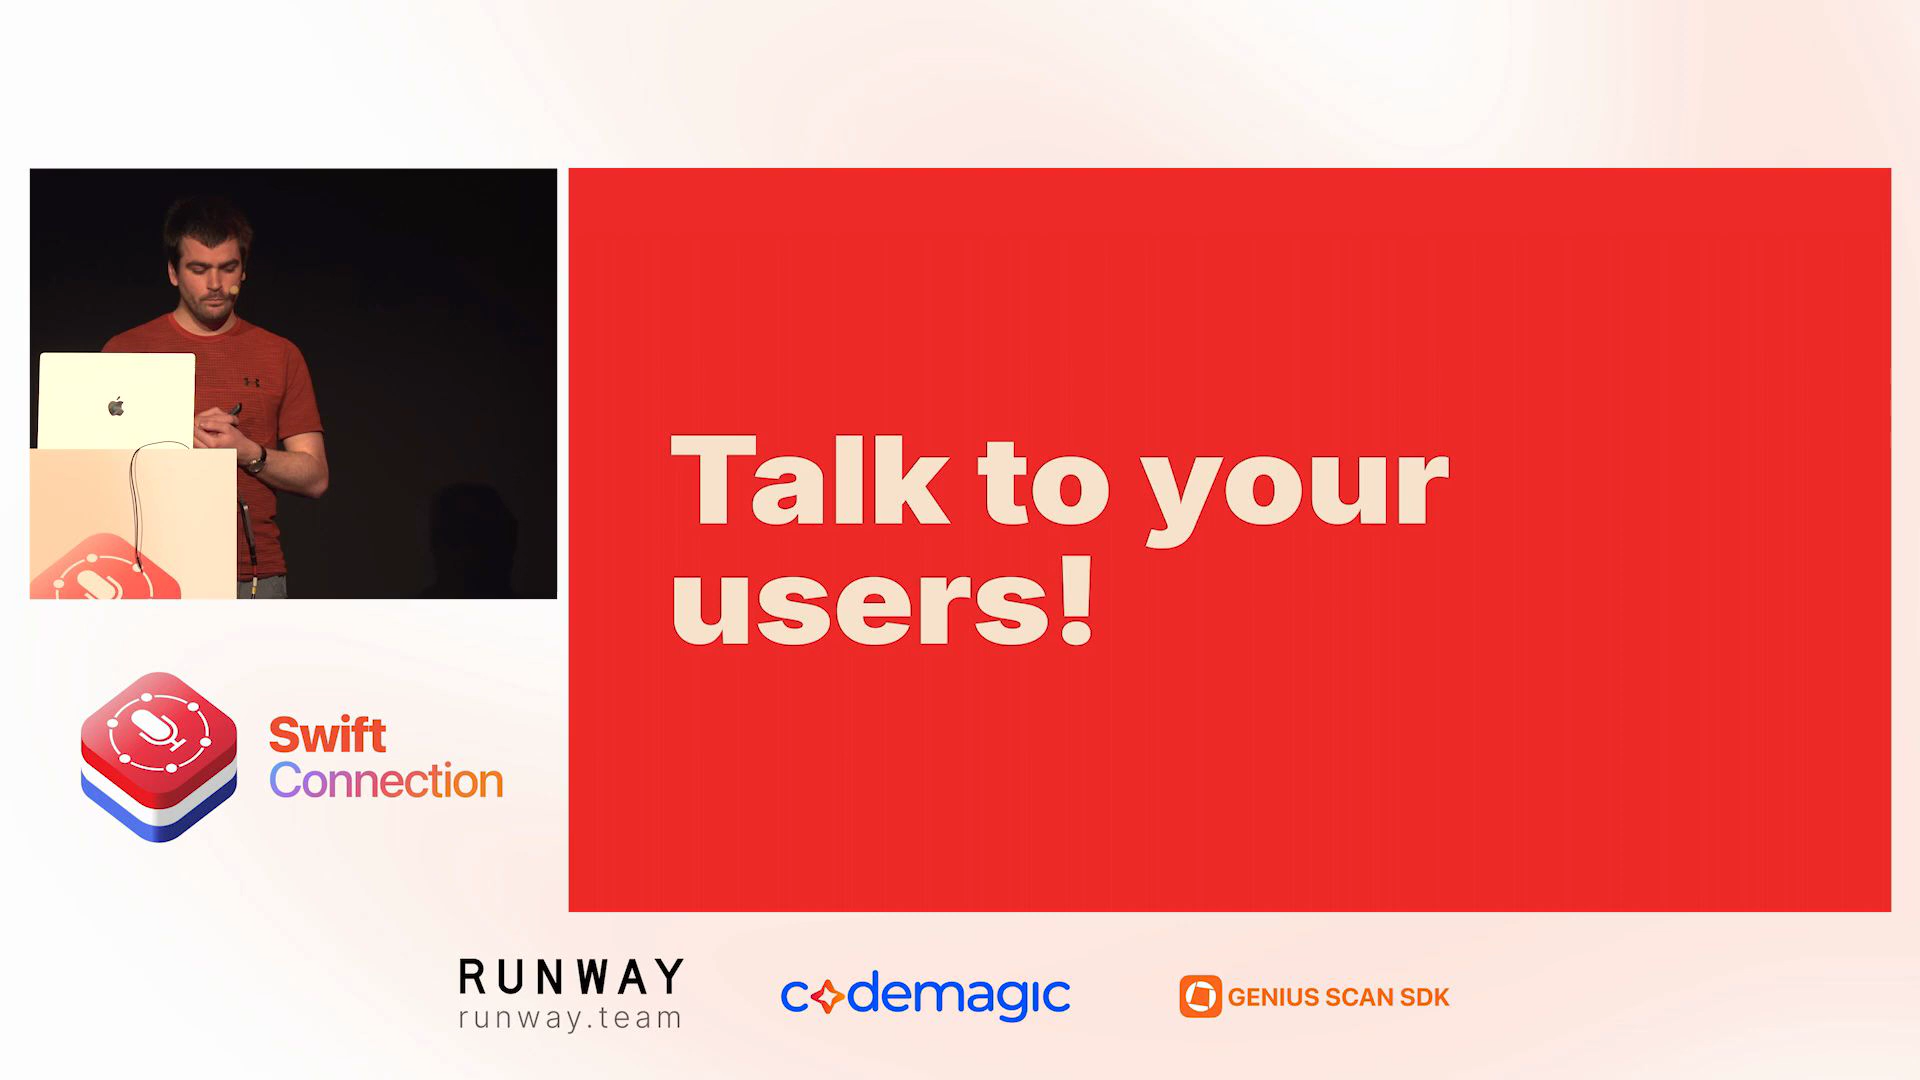 Talk to your
users!
Swift
Connection
RUNWAY
runway.team
codemagic
GENIUS SCAN SDK